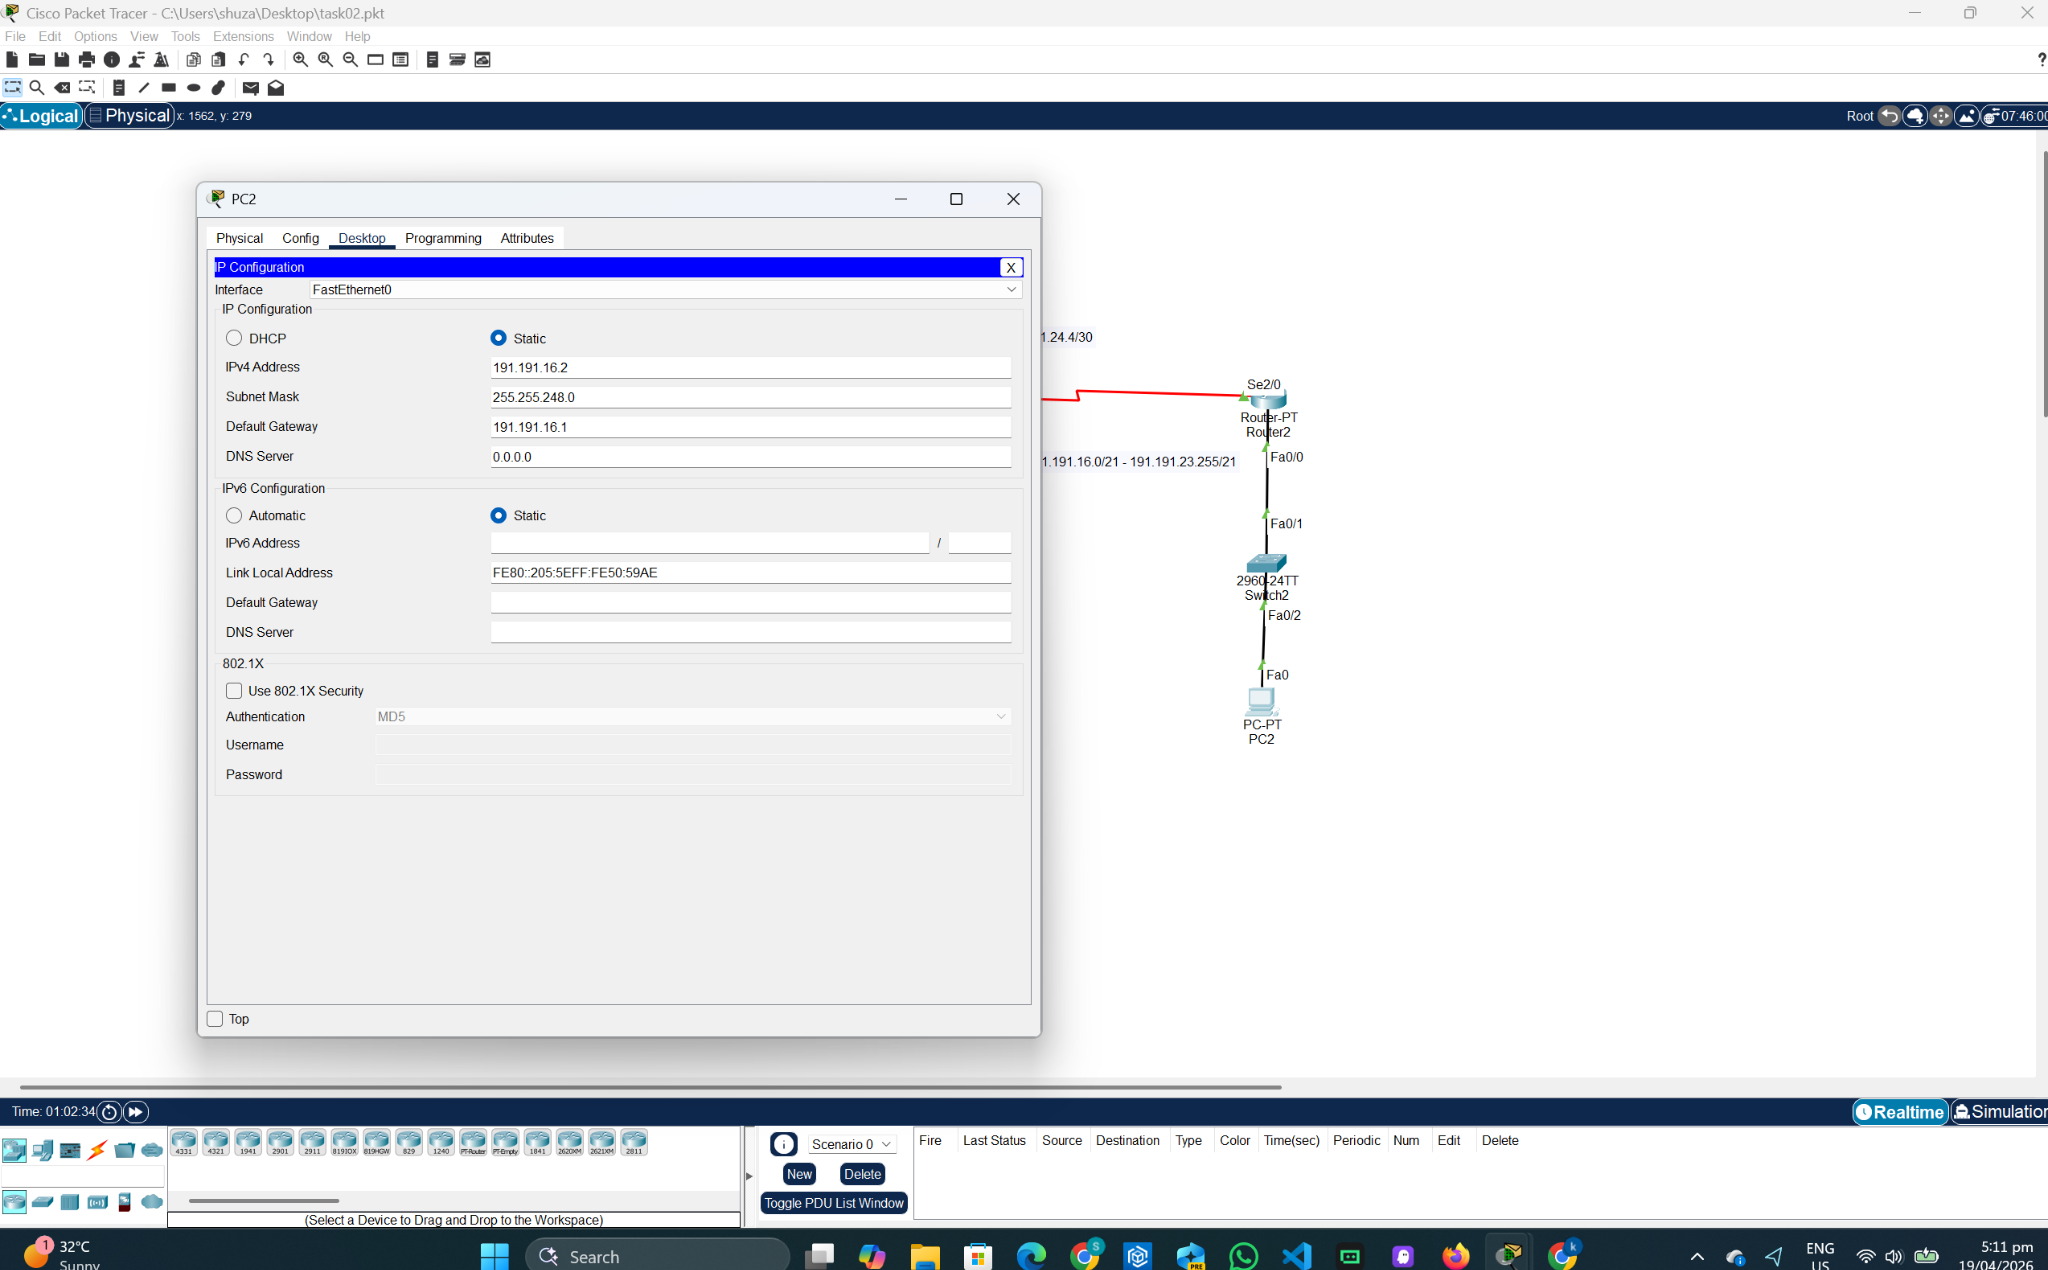 Cisco Packet Tracer - C:\Users\shuza\Desktop\task02.pkt
File Edit Options View Tools Extensions Window Help
?
Logical Physical x: 1562, y: 279 Root 07:46:00
PC2
Physical Config Desktop Programming Attributes
IP Configuration X
Interface FastEthernet0
IP Configuration
DHCP Static
IPv4 Address 191.191.16.2
Subnet Mask 255.255.248.0
Default Gateway 191.191.16.1
DNS Server 0.0.0.0
IPv6 Configuration
Automatic Static
IPv6 Address /
Link Local Address FE80::205:5EFF:FE50:59AE
Default Gateway
DNS Server
802.1X
Use 802.1X Security
Authentication MD5
Username
Password
Top
1.24.4/30
Se2/0
Router-PT
Router2
Fa0/0
1.191.16.0/21 - 191.191.23.255/21
Fa0/1
2960-24TT
Switch2
Fa0/2
Fa0
PC-PT
PC2
Time: 01:02:34 Realtime Simulation
4331 4321 1941 2901 2911 819IOX 819HGW 829 1240 PT-Router PT-Empty 1841 2620XM 2621XM 2811
(Select a Device to Drag and Drop to the Workspace)
Scenario 0
New Delete
Toggle PDU List Window
Fire Last Status Source Destination Type Color Time(sec) Periodic Num Edit Delete
1 32°C
Sunny
Search
S
PRE
k
ENG
US
5:11 pm
19/04/2026